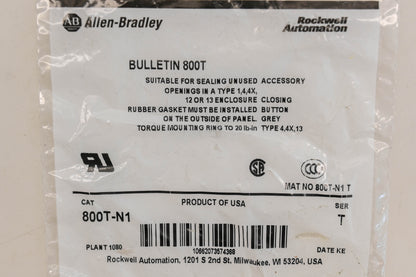 AB Allen-Bradley
Rockwell
Automation
BULLETIN 800T
SUITABLE FOR SEALING UNUSED ACCESSORY
OPENINGS IN A TYPE 1,4,4X,
12 OR 13 ENCLOSURE CLOSING
RUBBER GASKET MUST BE INSTALLED BUTTON
ON THE OUTSIDE OF PANEL. GREY
TORQUE MOUNTING RING TO 20 lb-in TYPE 4,4X,13
MAT NO 800T-N1 T
CAT PRODUCT OF USA SER
800T-N1 T
PLANT 1080 10662073574368 DATE KE
Rockwell Automation, 1201 S 2nd St. Milwaukee, WI 53204, USA